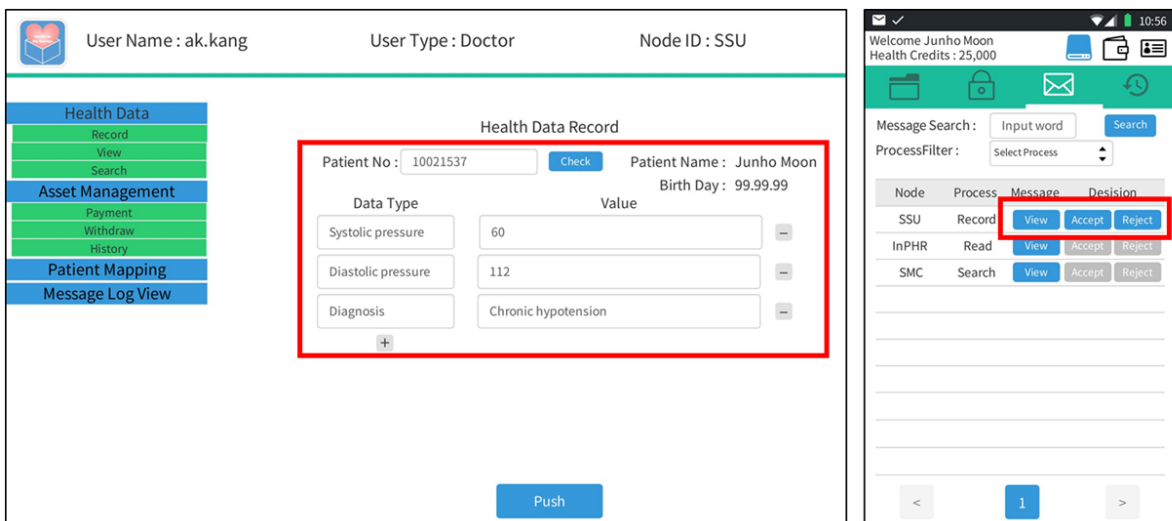 User Name : ak.kang User Type : Doctor Node ID : SSU
Health Data
Record
View
Search
Asset Management
Payment
Withdraw
History
Patient Mapping
Message Log View
Health Data Record
Patient No : 10021537 Check Patient Name : Junho Moon
Birth Day : 99.99.99
Data Type Value
Systolic pressure 60 −
Diastolic pressure 112 −
Diagnosis Chronic hypotension −
+
Push
10:56
Welcome Junho Moon
Health Credits : 25,000
Message Search : Input word Search
ProcessFilter : Select Process
Node Process Message Desision
SSU Record View Accept Reject
InPHR Read View Accept Reject
SMC Search View Accept Reject
< 1 >